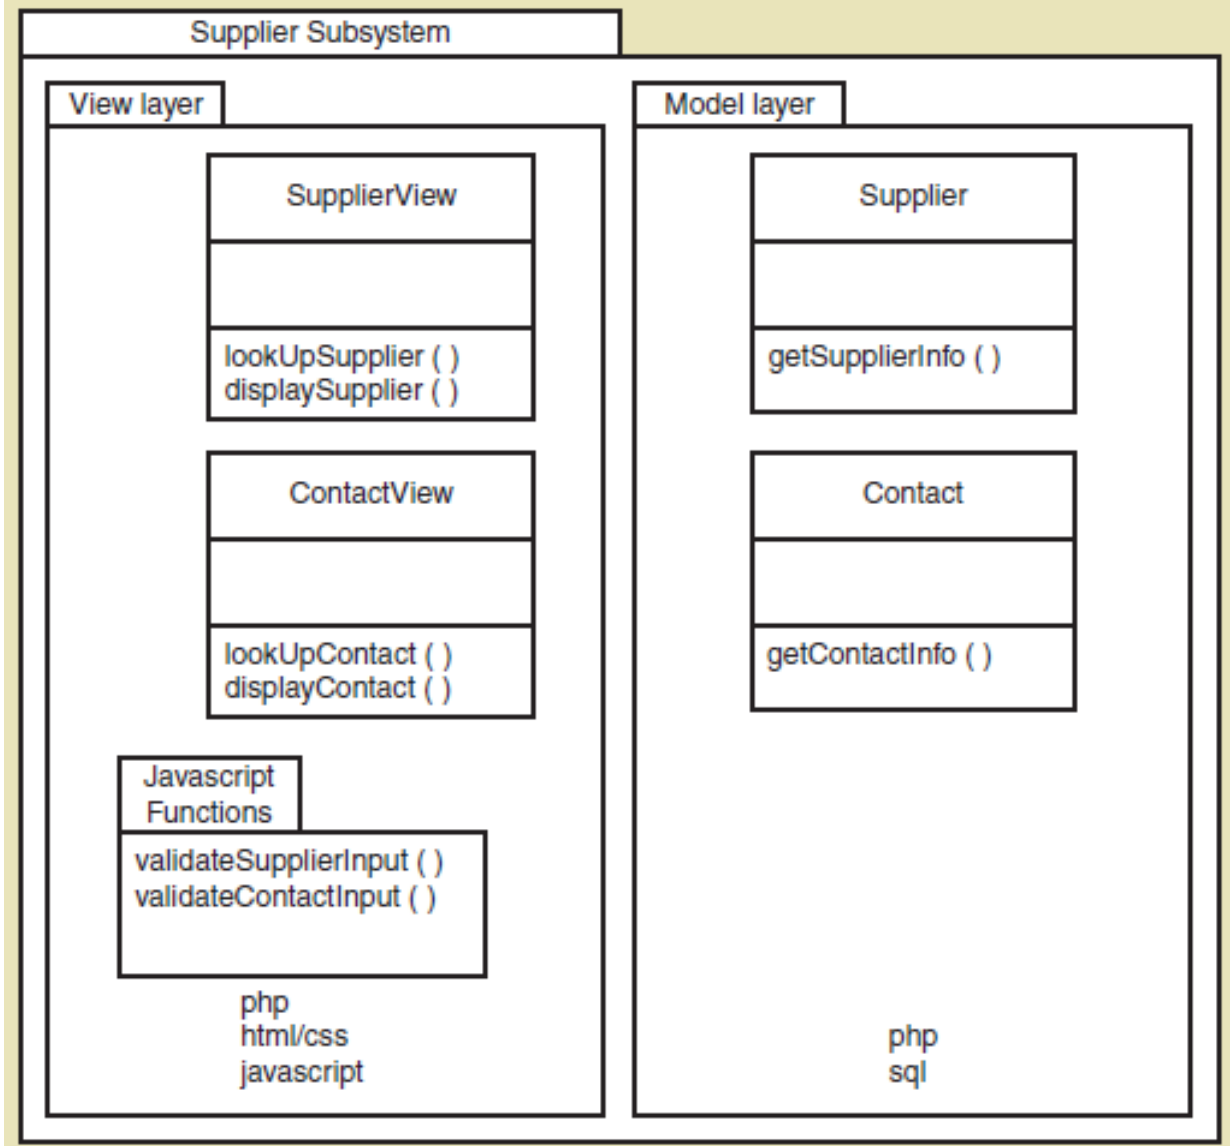 Supplier Subsystem
View layer
SupplierView
lookUpSupplier ( )
displaySupplier ( )
ContactView
lookUpContact ( )
displayContact ( )
Javascript
Functions
validateSupplierInput ( )
validateContactInput ( )
php
html/css
javascript
Model layer
Supplier
getSupplierInfo ( )
Contact
getContactInfo ( )
php
sql